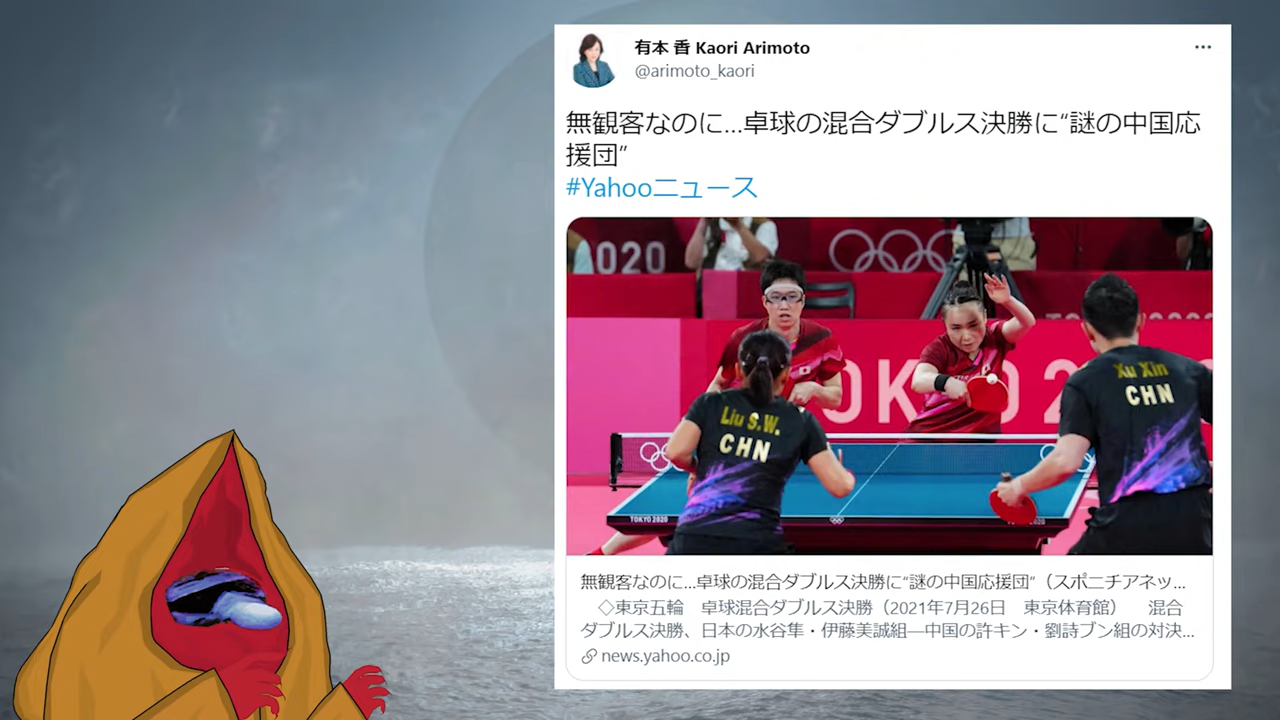 有本 香 Kaori Arimoto
@arimoto_kaori
無観客なのに...卓球の混合ダブルス決勝に“謎の中国応
援団”
#Yahooニュース
020
TOKYO 2020
OKYO 2
Liu S.W.
CHN
Xu Xin
CHN
TOKYO 2020
無観客なのに...卓球の混合ダブルス決勝に“謎の中国応援団”（スポニチアネッ...
◇東京五輪 卓球混合ダブルス決勝（2021年7月26日 東京体育館） 混合
ダブルス決勝、日本の水谷隼・伊藤美誠組―中国の許キン・劉詩ブン組の対決...
news.yahoo.co.jp